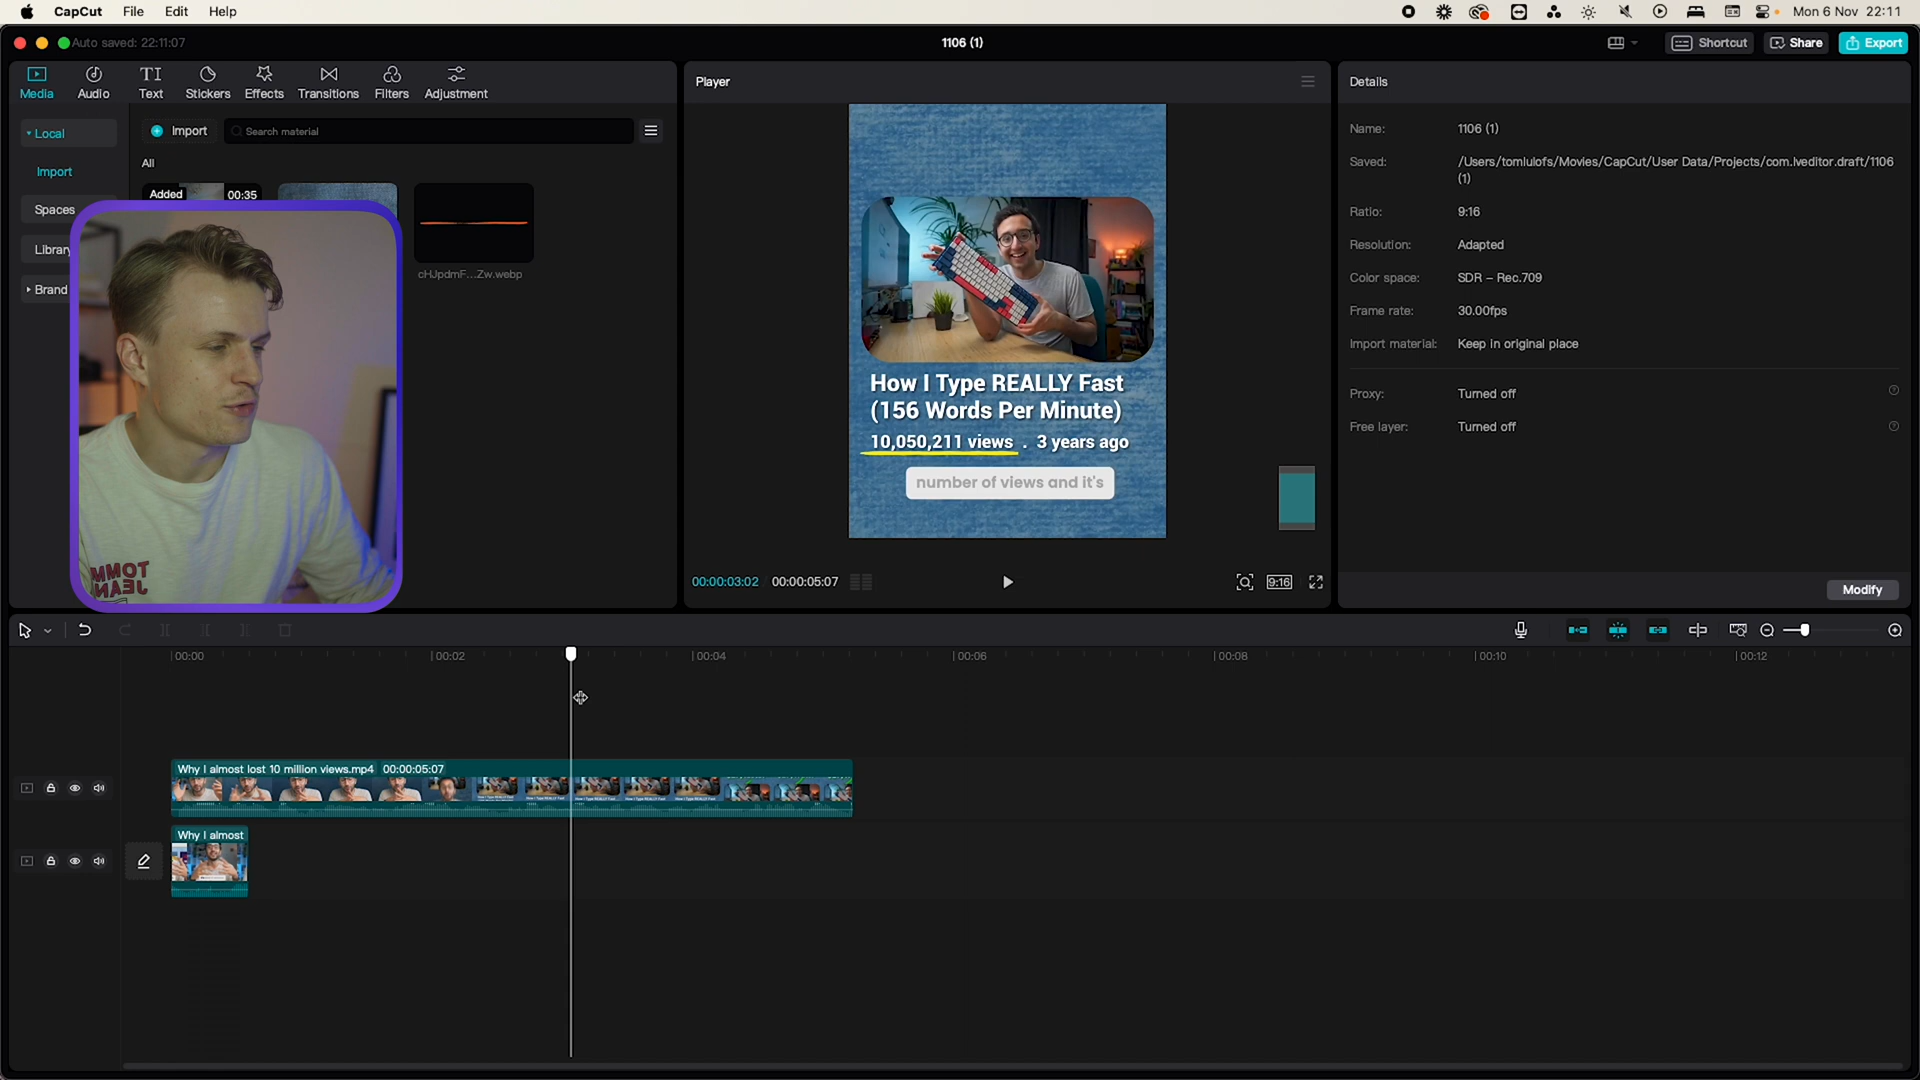 CapCut File Edit Help
Mon 6 Nov 22:11
Auto saved: 22:11:07
1106 (1)
Shortcut Share Export
Media Audio Text Stickers Effects Transitions Filters Adjustment
Local
Import
Search material
Import
All
Spaces
Added 00:35
Library
Brand
cHJpdmF...Zw.webp
TOMM
JEAN
Player
How I Type REALLY Fast
(156 Words Per Minute)
10,050,211 views . 3 years ago
number of views and it's
00:00:03:02 00:00:05:07
9:16
Details
Name: 1106 (1)
Saved: /Users/tomlulofs/Movies/CapCut/User Data/Projects/com.lveditor.draft/1106
(1)
Ratio: 9:16
Resolution: Adapted
Color space: SDR – Rec.709
Frame rate: 30.00fps
Import material: Keep in original place
Proxy: Turned off
Free layer: Turned off
Modify
00:00 00:02 00:04 00:06 00:08 00:10 00:12
Why I almost lost 10 million views.mp4 00:00:05:07
Why I almost